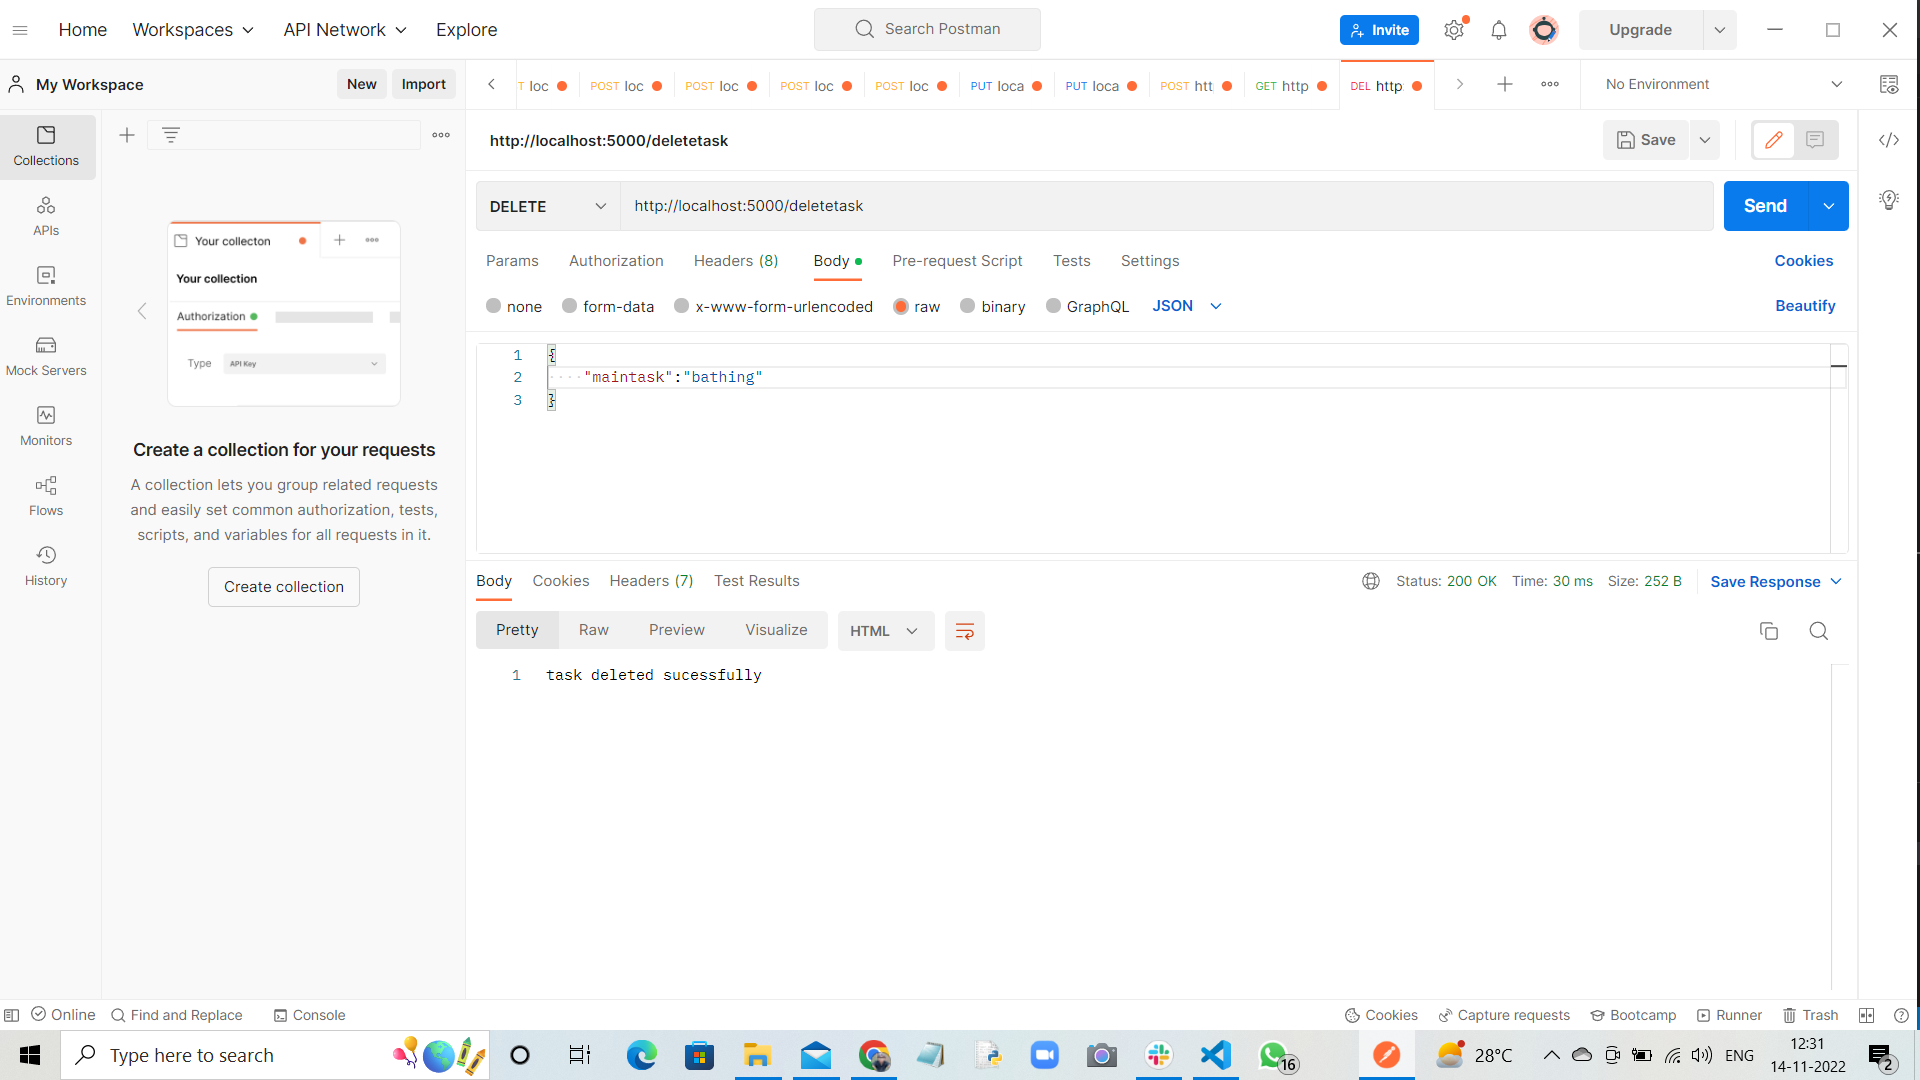 Home Workspaces API Network Explore
Search Postman
Invite
Upgrade
My Workspace
New Import
T loc POST loc POST loc POST loc POST loc PUT loca PUT loca POST htt GET http DEL http
No Environment
Collections
APIs
Environments
Mock Servers
Monitors
Flows
History
Your collecton
Your collection
Authorization
Type API Key
Create a collection for your requests
A collection lets you group related requests
and easily set common authorization, tests,
scripts, and variables for all requests in it.
Create collection
http://localhost:5000/deletetask
Save
DELETE http://localhost:5000/deletetask
Send
Params Authorization Headers (8) Body Pre-request Script Tests Settings
Cookies
none form-data x-www-form-urlencoded raw binary GraphQL JSON
Beautify
1 {
2 "maintask":"bathing"
3 }
Body Cookies Headers (7) Test Results
Status: 200 OK Time: 30 ms Size: 252 B Save Response
Pretty Raw Preview Visualize HTML
1 task deleted sucessfully
Online Find and Replace Console
Cookies Capture requests Bootcamp Runner Trash
Type here to search
16
28°C
ENG
12:31
14-11-2022
2